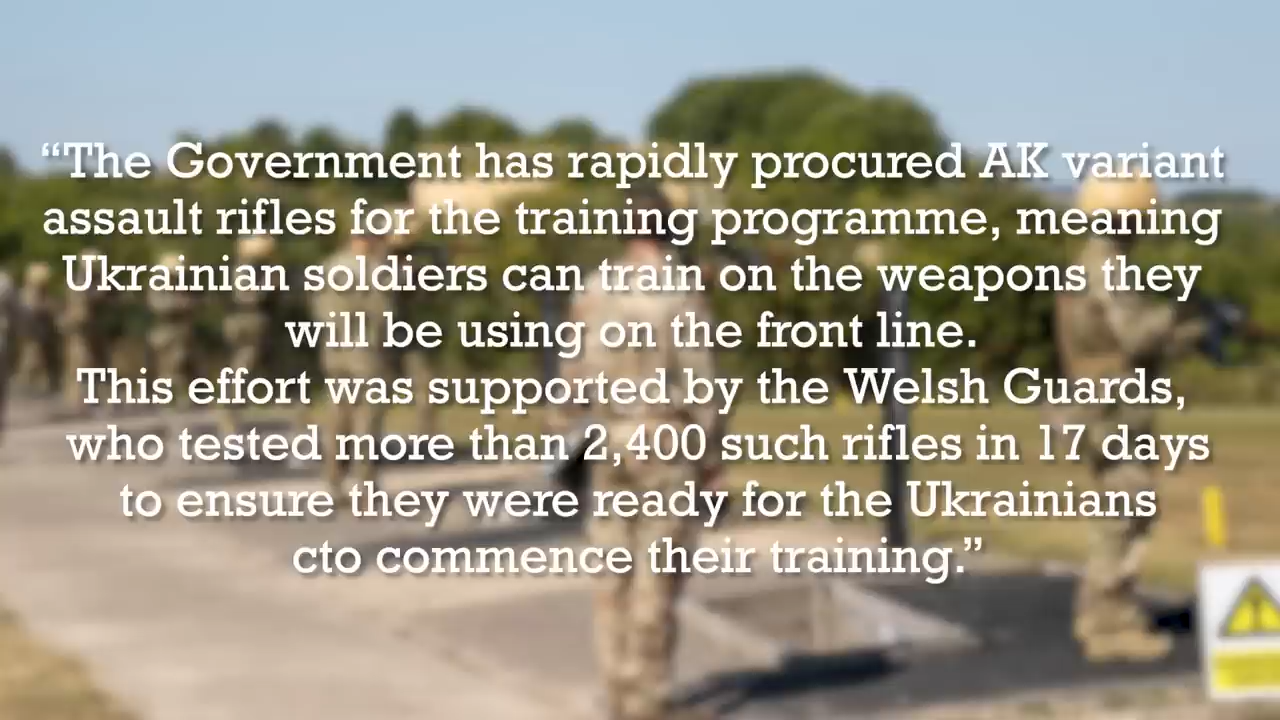 “The Government has rapidly procured AK variant
assault rifles for the training programme, meaning
Ukrainian soldiers can train on the weapons they
will be using on the front line.
This effort was supported by the Welsh Guards,
who tested more than 2,400 such rifles in 17 days
to ensure they were ready for the Ukrainians
cto commence their training.”